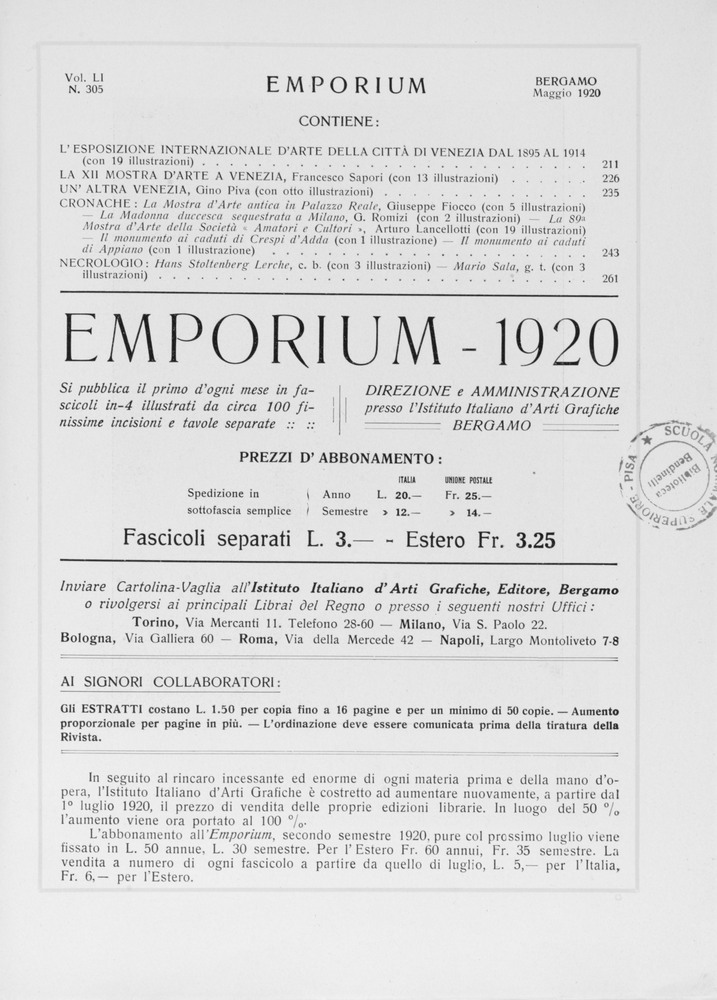 Vol. LI
N. 305
EMPORIUM
BERGAMO
Maggio 1920
CONTIENE:
L'ESPOSIZIONE INTERNAZIONALE D'ARTE DELLA CITTÀ DI VENEZIA DAL 1895 AL 1914
(con 19 illustrazioni) . . . . . . . . . . . . . . . . . . . . . . . . . . . . 211
LA XII MOSTRA D'ARTE A VENEZIA, Francesco Sapori (con 13 illustrazioni) . . . . . . 226
UN' ALTRA VENEZIA, Gino Piva (con otto illustrazioni) . . . . . . . . . . . . . . . 235
CRONACHE: La Mostra d'Arte antica in Palazzo Reale, Giuseppe Fiocco (con 5 illustrazioni)
— La Madonna duccesca sequestrata a Milano, G. Romizi (con 2 illustrazioni) — La 89a
Mostra d'Arte della Società « Amatori e Cultori », Arturo Lancellotti (con 19 illustrazioni)
— Il monumento ai caduti di Crespi d'Adda (con 1 illustrazione) — Il monumento ai caduti
di Appiano (con 1 illustrazione) . . . . . . . . . . . . . . . . . . . . . . . 243
NECROLOGIO: Hans Stoltenberg Lerche, c. b. (con 3 illustrazioni) — Mario Sala, g. t. (con 3
illustrazioni) . . . . . . . . . . . . . . . . . . . . . . . . . . . . . . . 261
EMPORIUM - 1920
Si pubblica il primo d'ogni mese in fa-
scicoli in-4 illustrati da circa 100 fi-
nissime incisioni e tavole separate :: ::
DIREZIONE e AMMINISTRAZIONE
presso l'Istituto Italiano d'Arti Grafiche
BERGAMO
PREZZI D' ABBONAMENTO:
ITALIA UNIONE POSTALE
Spedizione in Anno L. 20.— Fr. 25.—
sottofascia semplice Semestre » 12.— » 14.—
Fascicoli separati L. 3.— - Estero Fr. 3.25
Inviare Cartolina-Vaglia all'Istituto Italiano d'Arti Grafiche, Editore, Bergamo
o rivolgersi ai principali Librai del Regno o presso i seguenti nostri Uffici:
Torino, Via Mercanti 11. Telefono 28-60 — Milano, Via S. Paolo 22.
Bologna, Via Galliera 60 — Roma, Via della Mercede 42 — Napoli, Largo Montoliveto 7-8
AI SIGNORI COLLABORATORI:
Gli ESTRATTI costano L. 1.50 per copia fino a 16 pagine e per un minimo di 50 copie. — Aumento
proporzionale per pagine in più. — L'ordinazione deve essere comunicata prima della tiratura della
Rivista.
In seguito al rincaro incessante ed enorme di ogni materia prima e della mano d'o-
pera, l'Istituto Italiano d'Arti Grafiche è costretto ad aumentare nuovamente, a partire dal
1° luglio 1920, il prezzo di vendita delle proprie edizioni librarie. In luogo del 50 %
l'aumento viene ora portato al 100 %.
L'abbonamento all'Emporium, secondo semestre 1920, pure col prossimo luglio viene
fissato in L. 50 annue, L. 30 semestre. Per l'Estero Fr. 60 annui, Fr. 35 semestre. La
vendita a numero di ogni fascicolo a partire da quello di luglio, L. 5,— per l'Italia,
Fr. 6,— per l'Estero.
SCUOLA
SUPERIORE - PISA
Biblioteca
Bendinelli